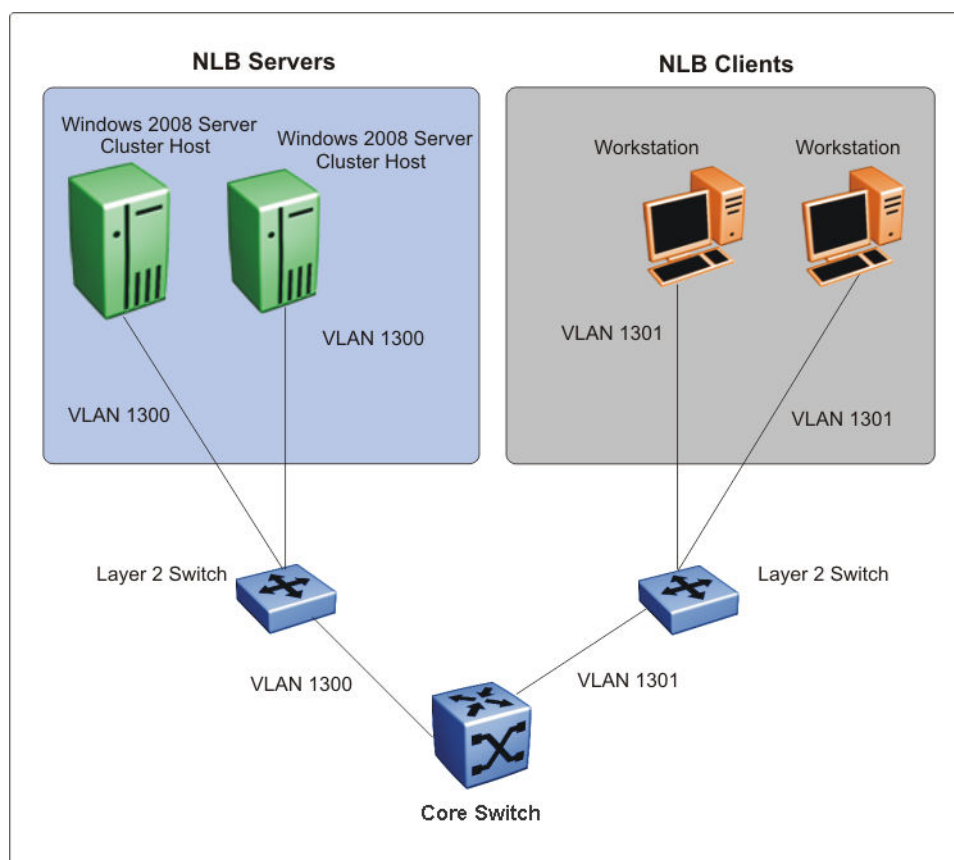 NLB Servers
NLB Clients
Windows 2008 Server
Cluster Host
Windows 2008 Server
Cluster Host
Workstation
Workstation
VLAN 1300
VLAN 1301
VLAN 1300
VLAN 1301
Layer 2 Switch
Layer 2 Switch
VLAN 1300
VLAN 1301
Core Switch